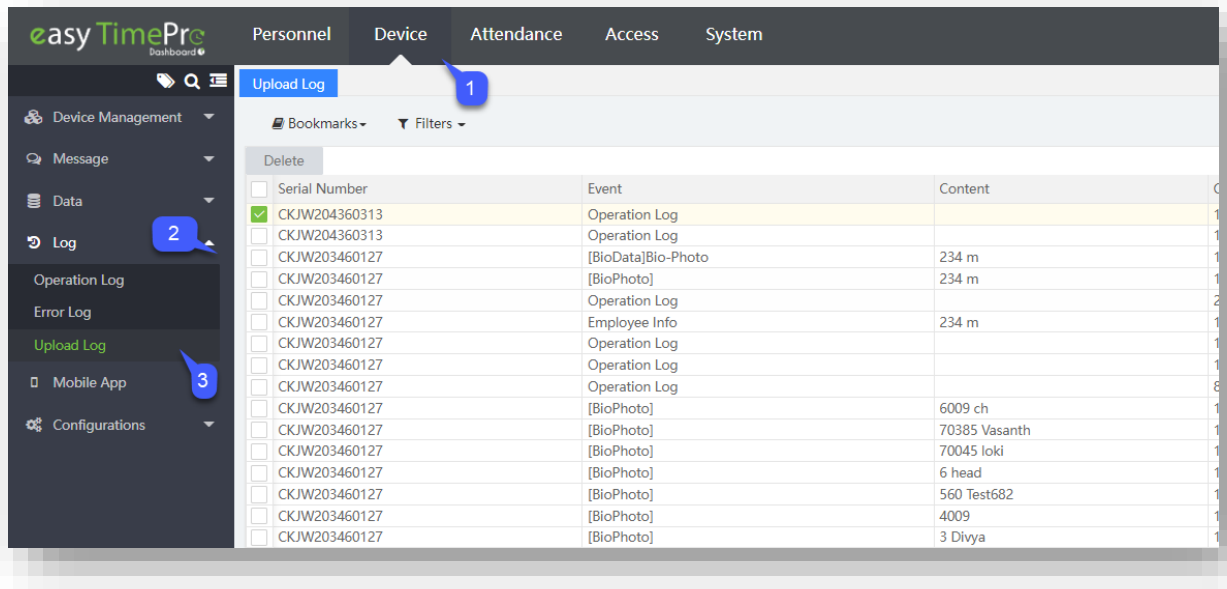 easy TimePro
Dashboard
Personnel Device Attendance Access System
1
Upload Log
Device Management
Message
Data
Log
2
Operation Log
Error Log
Upload Log
3
Mobile App
Configurations
Bookmarks Filters
Delete
Serial Number Event Content
CKJW204360313 Operation Log
CKJW204360313 Operation Log
CKJW203460127 [BioData]Bio-Photo 234 m
CKJW203460127 [BioPhoto] 234 m
CKJW203460127 Operation Log
CKJW203460127 Employee Info 234 m
CKJW203460127 Operation Log
CKJW203460127 Operation Log
CKJW203460127 Operation Log
CKJW203460127 [BioPhoto] 6009 ch
CKJW203460127 [BioPhoto] 70385 Vasanth
CKJW203460127 [BioPhoto] 70045 loki
CKJW203460127 [BioPhoto] 6 head
CKJW203460127 [BioPhoto] 560 Test682
CKJW203460127 [BioPhoto] 4009
CKJW203460127 [BioPhoto] 3 Divya